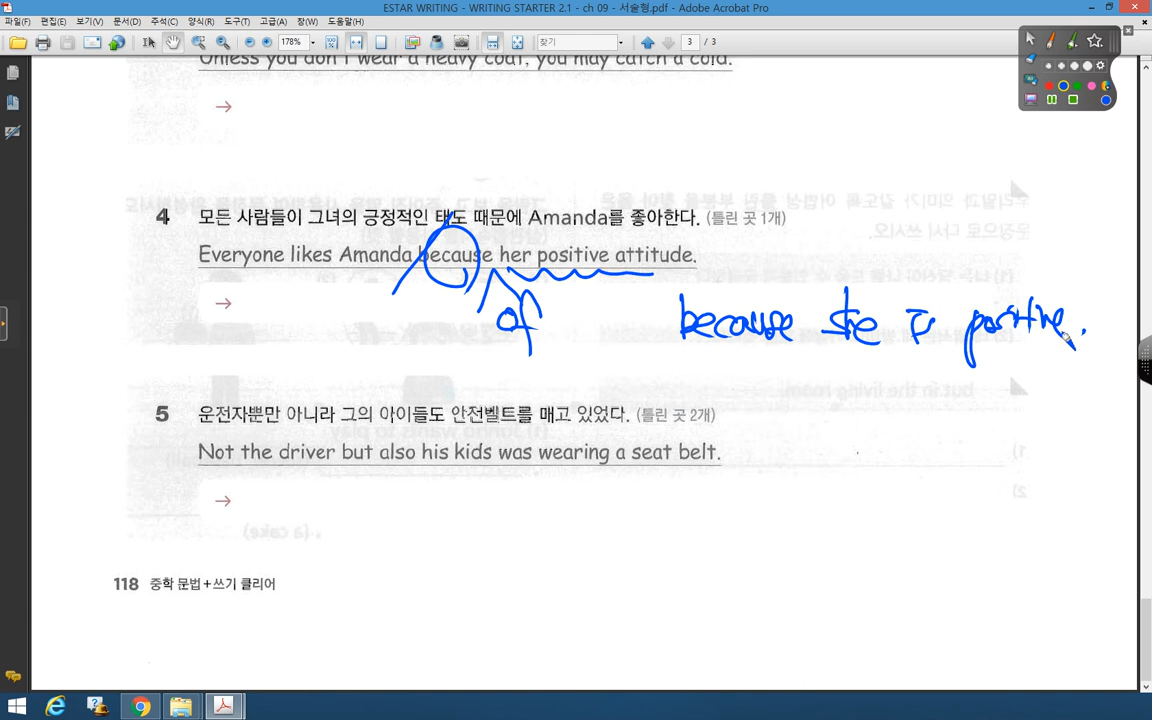 ESTAR WRITING - WRITING STARTER 2.1 - ch 09 - 서술형.pdf - Adobe Acrobat Pro
파일(F) 편집(E) 보기(V) 문서(D) 주석(C) 양식(R) 도구(T) 고급(A) 창(W) 도움말(H)
178% 찾기 3 / 3
Unless you don't wear a heavy coat, you may catch a cold.
→
4 모든 사람들이 그녀의 긍정적인 태도 때문에 Amanda를 좋아한다. (틀린 곳 1개)
Everyone likes Amanda because her positive attitude.
→
of
because she is positive.
5 운전자뿐만 아니라 그의 아이들도 안전벨트를 매고 있었다. (틀린 곳 2개)
Not the driver but also his kids was wearing a seat belt.
→
118 중학 문법+쓰기 클리어